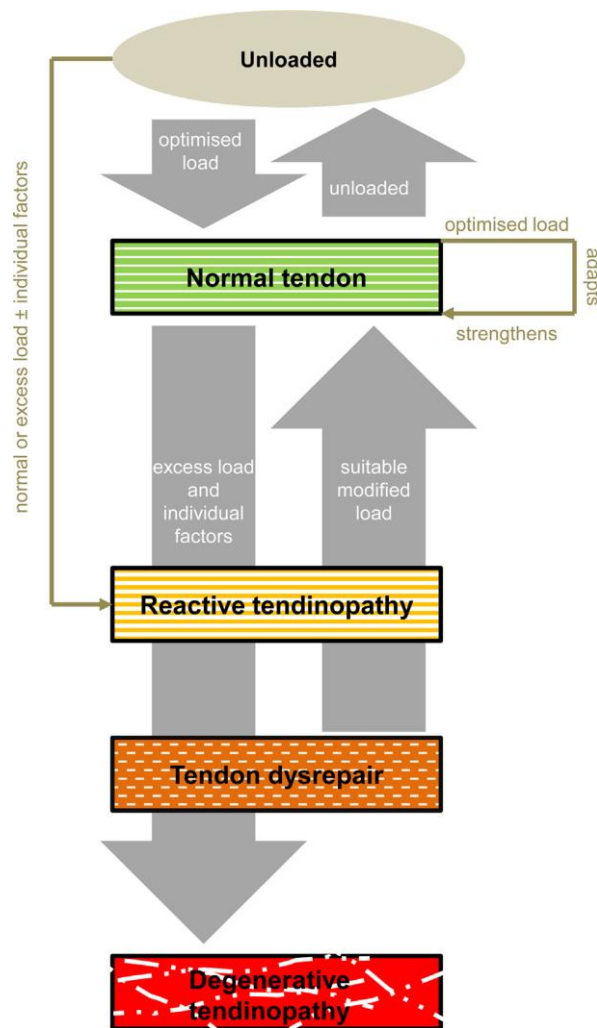 Unloaded
optimised
load
unloaded
normal or excess load ± individual factors
Normal tendon
optimised load
adapts
strengthens
excess load
and
individual
factors
suitable
modified
load
Reactive tendinopathy
Tendon dysrepair
Degenerative
tendinopathy